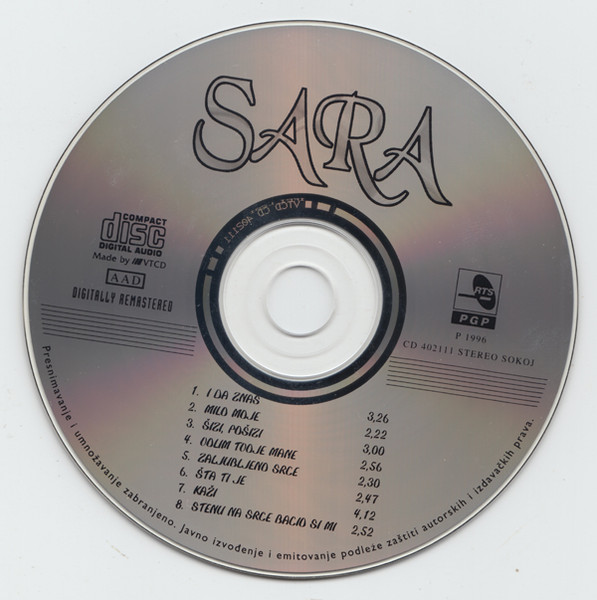 SARA
COMPACT
disc
DIGITAL AUDIO
Made by VTCD
AAD
DIGITALLY REMASTERED
RTS
PGP
P 1996
CD 402111 STEREO SOKOJ
1. I DA ZNAŠ 3,26
2. MILO MOJE 2,22
3. ŠIZI, POŠIZI 3,00
4. ODLIM TVOJE MANE 2,56
5. ZALJUBLJENO SRCE 2,30
6. ŠTA TI JE 2,47
7. KAŽI 4,12
8. STENU NA SRCE BACIO SI MI 2,52
Presnimavanje i umnožavanje zabranjeno. Javno izvođenje i emitovanje podleže zaštiti autorskih i izdavačkih prava.